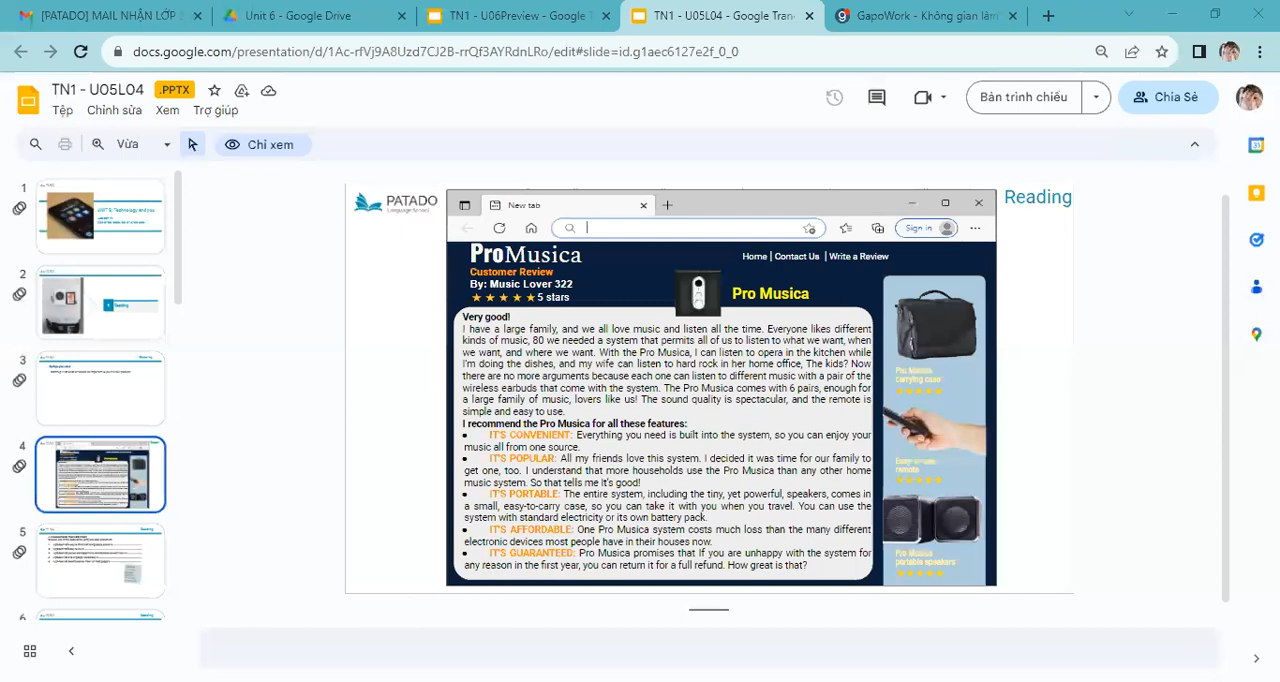 [PATADO] MAIL NHẬN LỚP
Unit 6 - Google Drive
TN1 - U06Preview - Google T
TN1 - U05L04 - Google Tran
GapoWork - Không gian làm
docs.google.com/presentation/d/1Ac-rfVj9A8Uzd7CJ2B-rrQf3AYRdnLRo/edit#slide=id.g1aec6127e2f_0_0
TN1 - U05L04 .PPTX
Tệp Chỉnh sửa Xem Trợ giúp
Bản trình chiếu
Chia Sẻ
Vừa
Chỉ xem
31
1
2
3
4
5
6
PATADO
Language School
Reading
New tab
Sign in
ProMusica
Customer Review
By: Music Lover 322
★ ★ ★ ★ ★ 5 stars
Home | Contact Us | Write a Review
Pro Musica
Very good!
I have a large family, and we all love music and listen all the time. Everyone likes different
kinds of music, 80 we needed a system that permits all of us to listen to what we want, when
we want, and where we want. With the Pro Musica, I can listen to opera in the kitchen while
I'm doing the dishes, and my wife can listen to hard rock in her home office, The kids? Now
there are no more arguments because each one can listen to different music with a pair of the
wireless earbuds that come with the system. The Pro Musica comes with 6 pairs, enough for
a large family of music, lovers like us! The sound quality is spectacular, and the remote is
simple and easy to use.
I recommend the Pro Musica for all these features:
• IT'S CONVENIENT: Everything you need is built into the system, so you can enjoy your
music all from one source.
• IT'S POPULAR: All my friends love this system. I decided it was time for our family to
get one, too. I understand that more households use the Pro Musica than any other home
music system. So that tells me It's good!
• IT'S PORTABLE: The entire system, including the tiny, yet powerful, speakers, comes in
a small, easy-to-carry case, so you can take it with you when you travel. You can use the
system with standard electricity or its own battery pack.
• IT'S AFFORDABLE: One Pro Musica system costs much less than the many different
electronic devices most people have in their houses now.
• IT'S GUARANTEED: Pro Musica promises that If you are unhappy with the system for
any reason in the first year, you can return it for a full refund. How great is that?
Pro Musica
carrying case
★★★★★
Easy-to-use
remote
★★★★★
Pro Musica
portable speakers
★★★★★